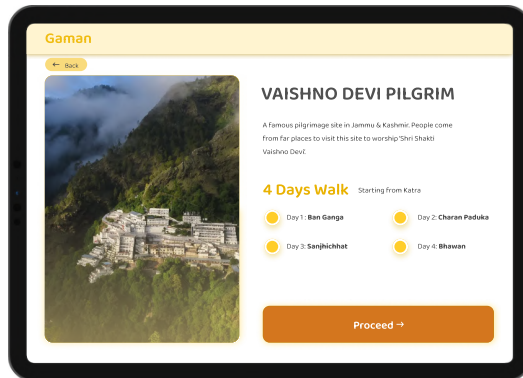 Gaman
← Back
VAISHNO DEVI PILGRIM
A famous pilgrimage site in Jammu & Kashmir. People come
from far places to visit this site to worship 'Shri Shakti
Vaishno Devi'.
4 Days Walk Starting from Katra
Day 1 : Ban Ganga Day 2: Charan Paduka
Day 3: Sanjhichhat Day 4: Bhawan
Proceed →